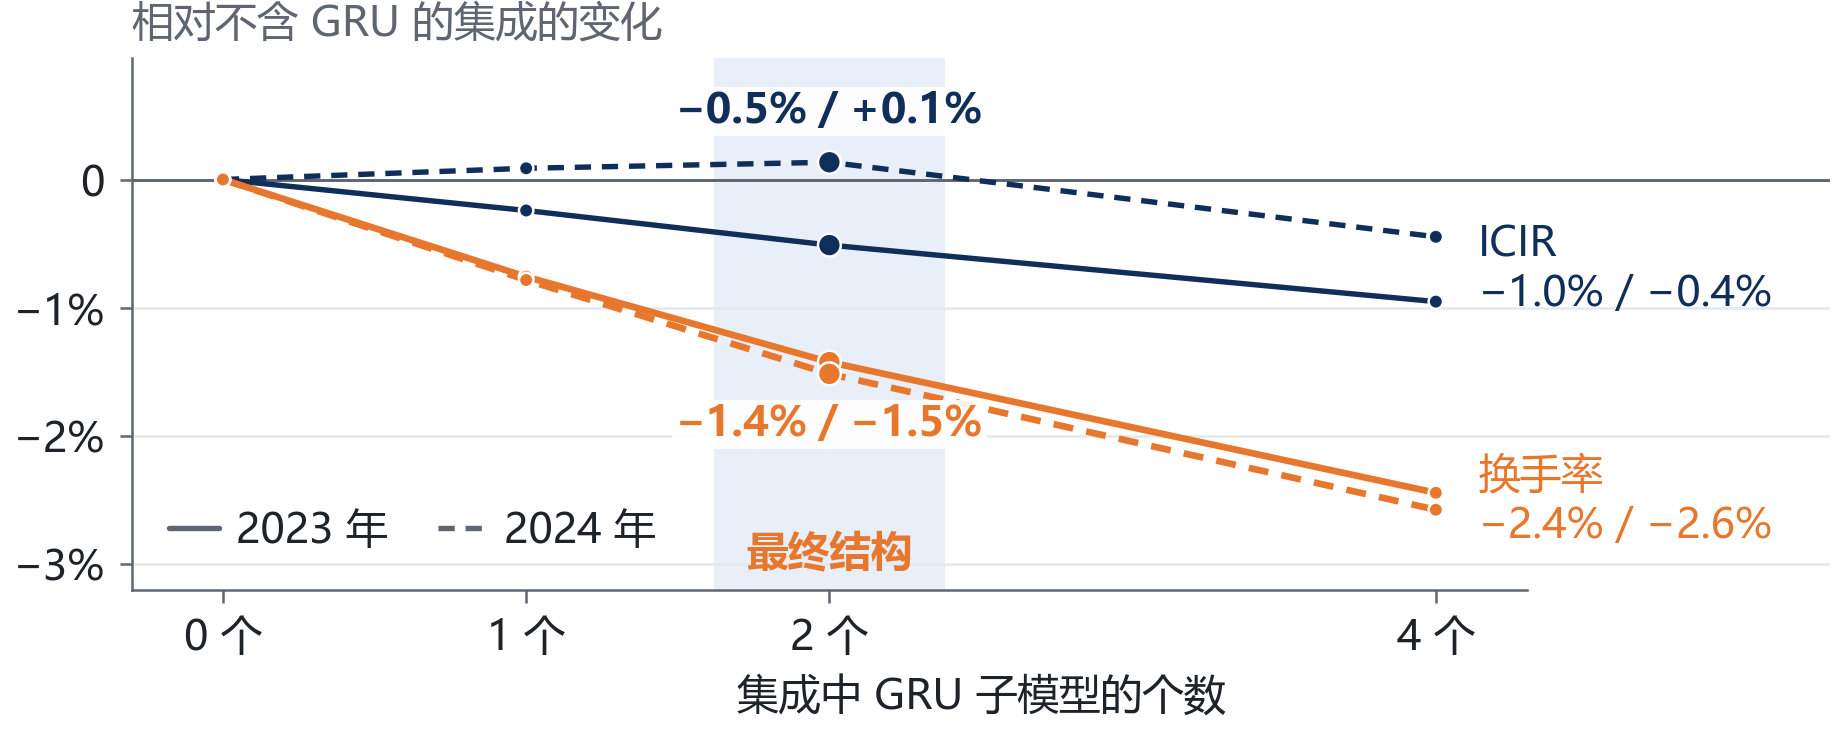 相对不含 GRU 的集成的变化
−0.5% / +0.1%
0
ICIR
−1.0% / −0.4%
−1%
−1.4% / −1.5%
−2%
换手率
−2.4% / −2.6%
2023 年
2024 年
最终结构
−3%
0 个
1 个
2 个
4 个
集成中 GRU 子模型的个数